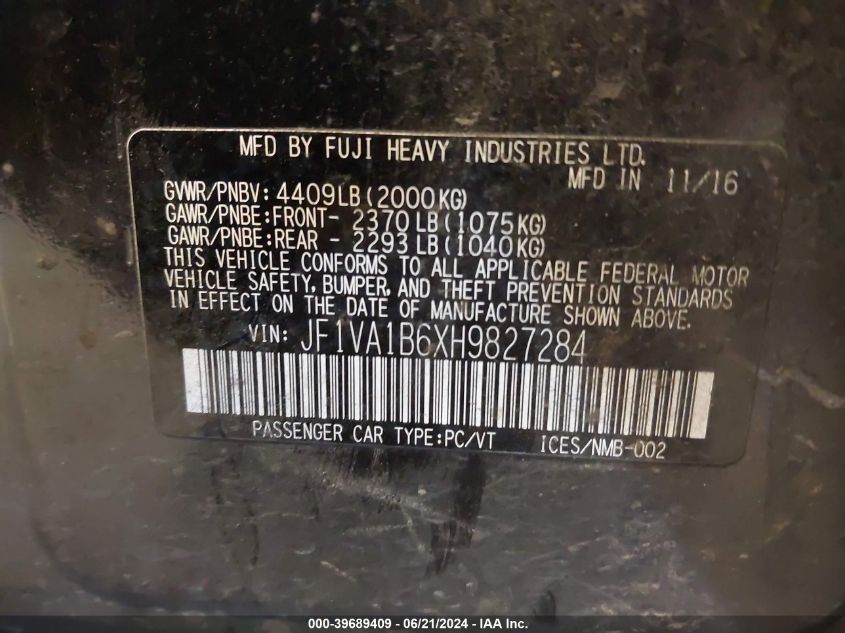 MFD BY FUJI HEAVY INDUSTRIES LTD.
MFD IN 11/16
GVWR/PNBV: 4409LB(2000KG)
GAWR/PNBE:FRONT- 2370LB(1075KG)
GAWR/PNBE:REAR - 2293LB(1040KG)
THIS VEHICLE CONFORMS TO ALL APPLICABLE FEDERAL MOTOR
VEHICLE SAFETY, BUMPER, AND THEFT PREVENTION STANDARDS
IN EFFECT ON THE DATE OF MANUFACTURE SHOWN ABOVE.
VIN: JF1VA1B6XH9827284
PASSENGER CAR TYPE:PC/VT ICES/NMB-002
000-39689409 - 06/21/2024 - IAA Inc.